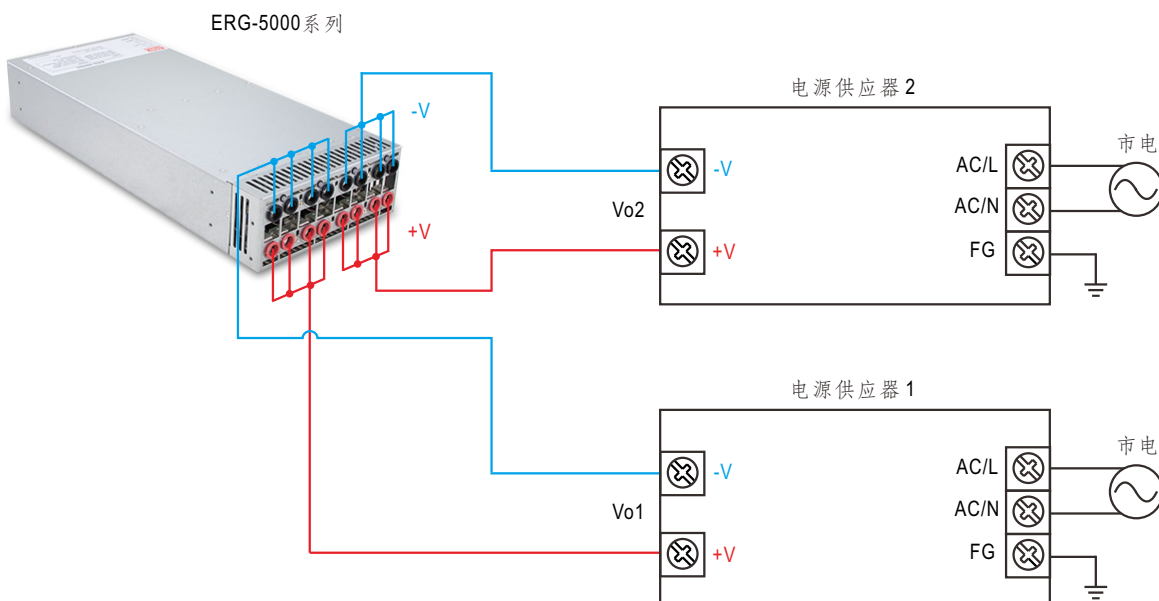 ERG-5000系列
-V
+V
电源供应器 2
-V
Vo2
+V
AC/L
AC/N
FG
市电
电源供应器 1
-V
Vo1
+V
AC/L
AC/N
FG
市电